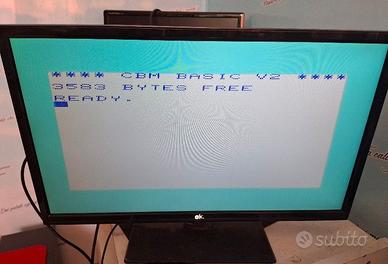 **** CBM BASIC V2 ****
3583 BYTES FREE
READY.
ok.
subito